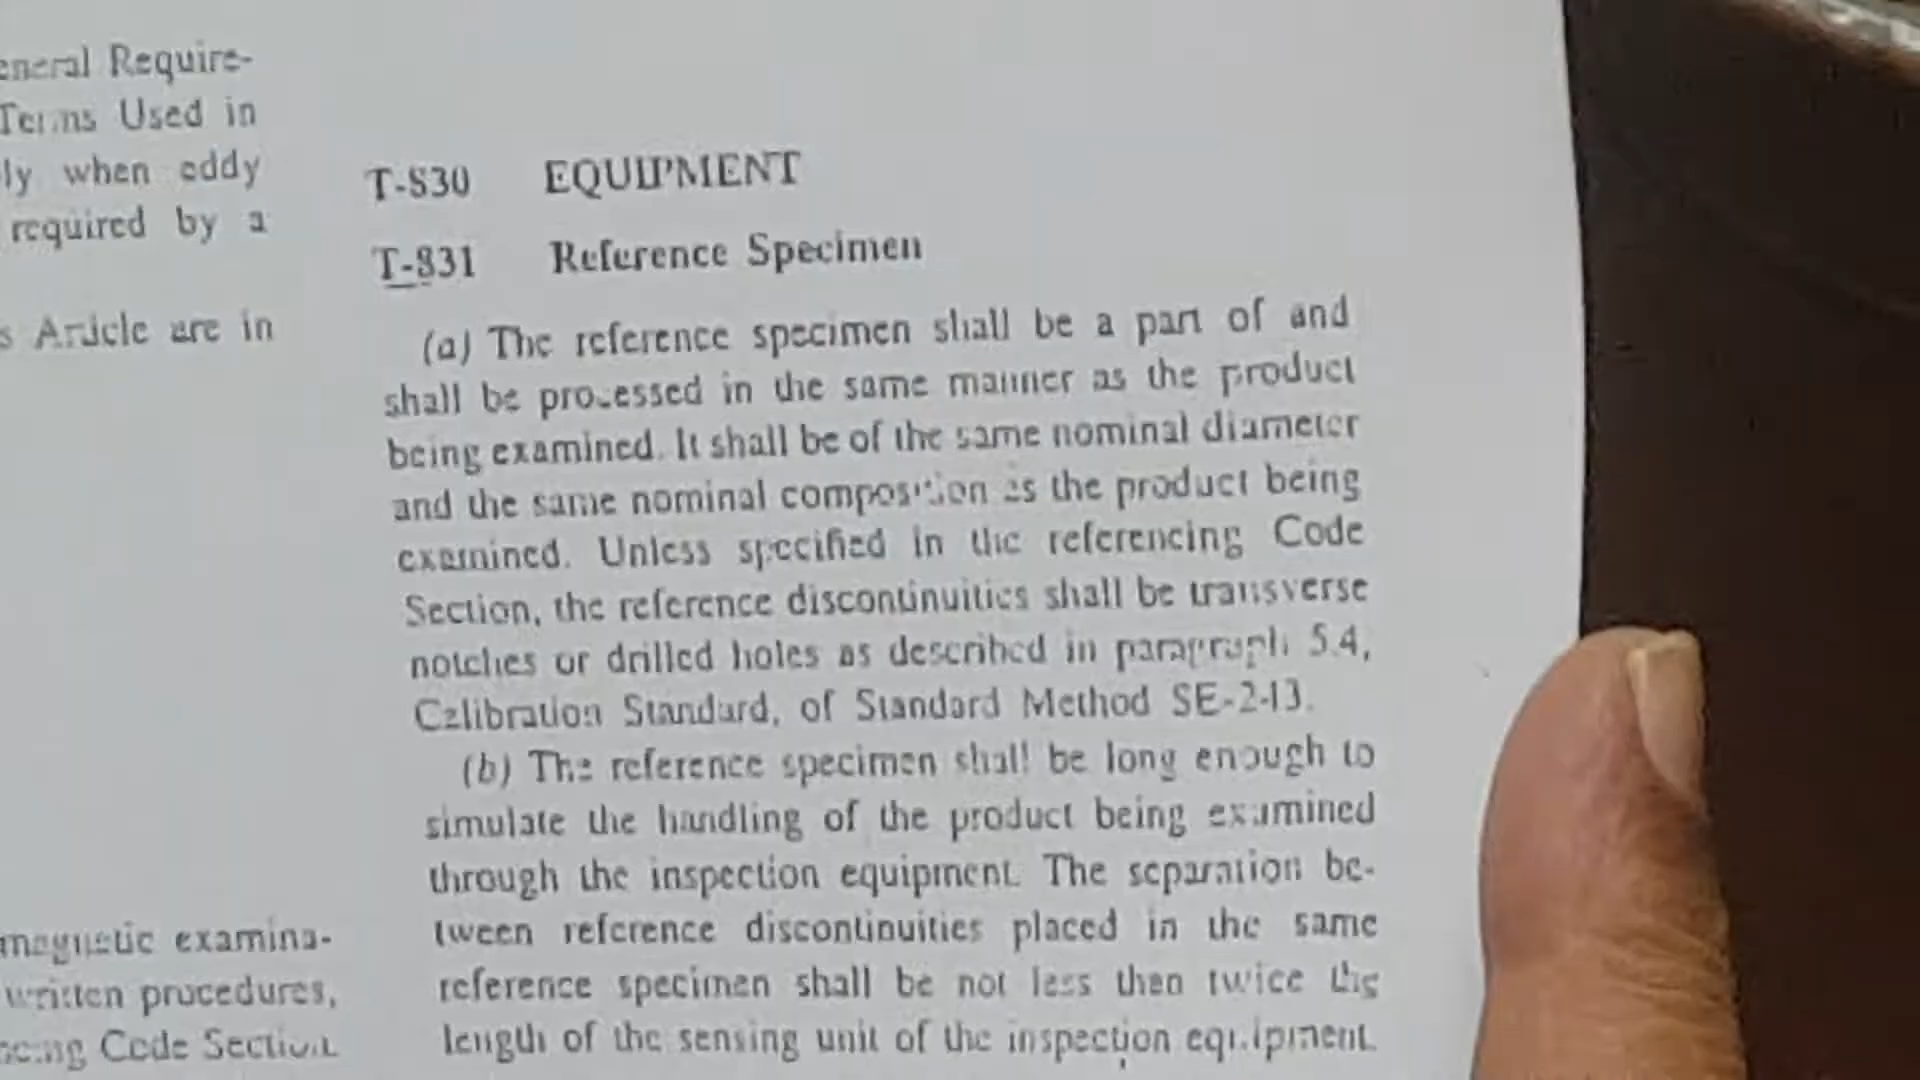 eneral Require-
Terms Used in
ly when eddy
required by a
s Article are in
magnetic examina-
written procedures,
Code Section.
T-830 EQUIPMENT
T-831 Reference Specimen
(a) The reference specimen shall be a part of and
shall be processed in the same manner as the product
being examined. It shall be of the same nominal diameter
and the same nominal composition as the product being
examined. Unless specified in the referencing Code
Section, the reference discontinuities shall be transverse
notches or drilled holes as described in paragraph 5.4,
Calibration Standard, of Standard Method SE-243.
(b) The reference specimen shall be long enough to
simulate the handling of the product being examined
through the inspection equipment. The separation be-
tween reference discontinuities placed in the same
reference specimen shall be not less then twice the
length of the sensing unit of the inspection equipment.